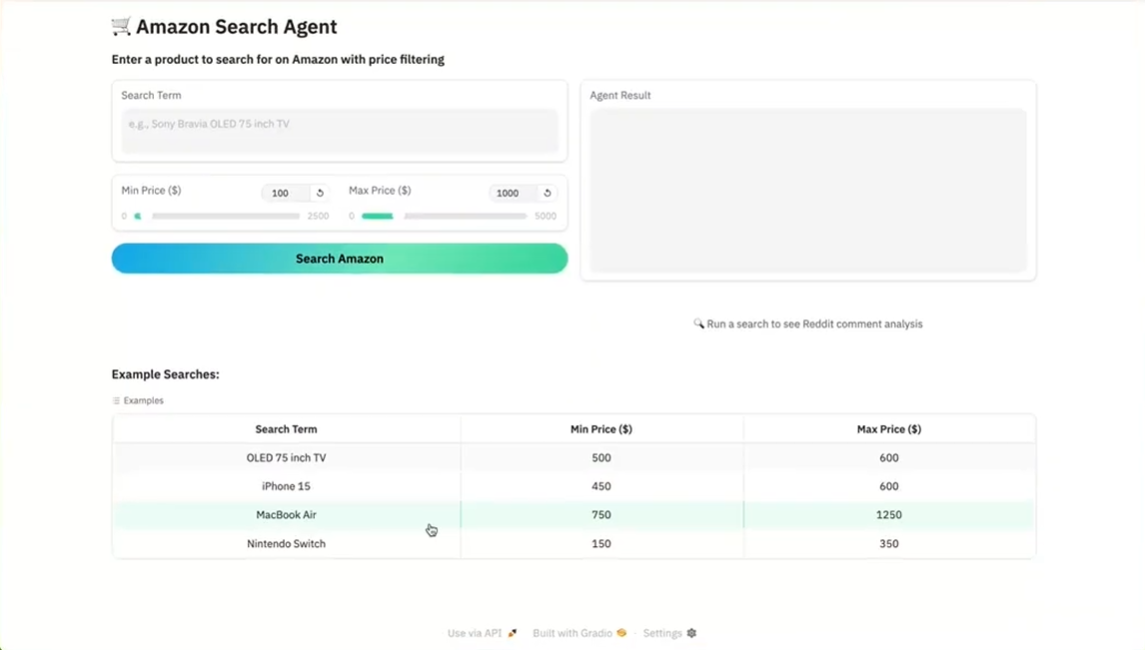 Amazon Search Agent
Enter a product to search for on Amazon with price filtering
Search Term
e.g., Sony Bravia OLED 75 inch TV
Agent Result
Min Price ($) 100
Max Price ($) 1000
0 2500
0 5000
Search Amazon
Run a search to see Reddit comment analysis
Example Searches:
Examples
Search Term Min Price ($) Max Price ($)
OLED 75 inch TV 500 600
iPhone 15 450 600
MacBook Air 750 1250
Nintendo Switch 150 350
Use via API Built with Gradio · Settings